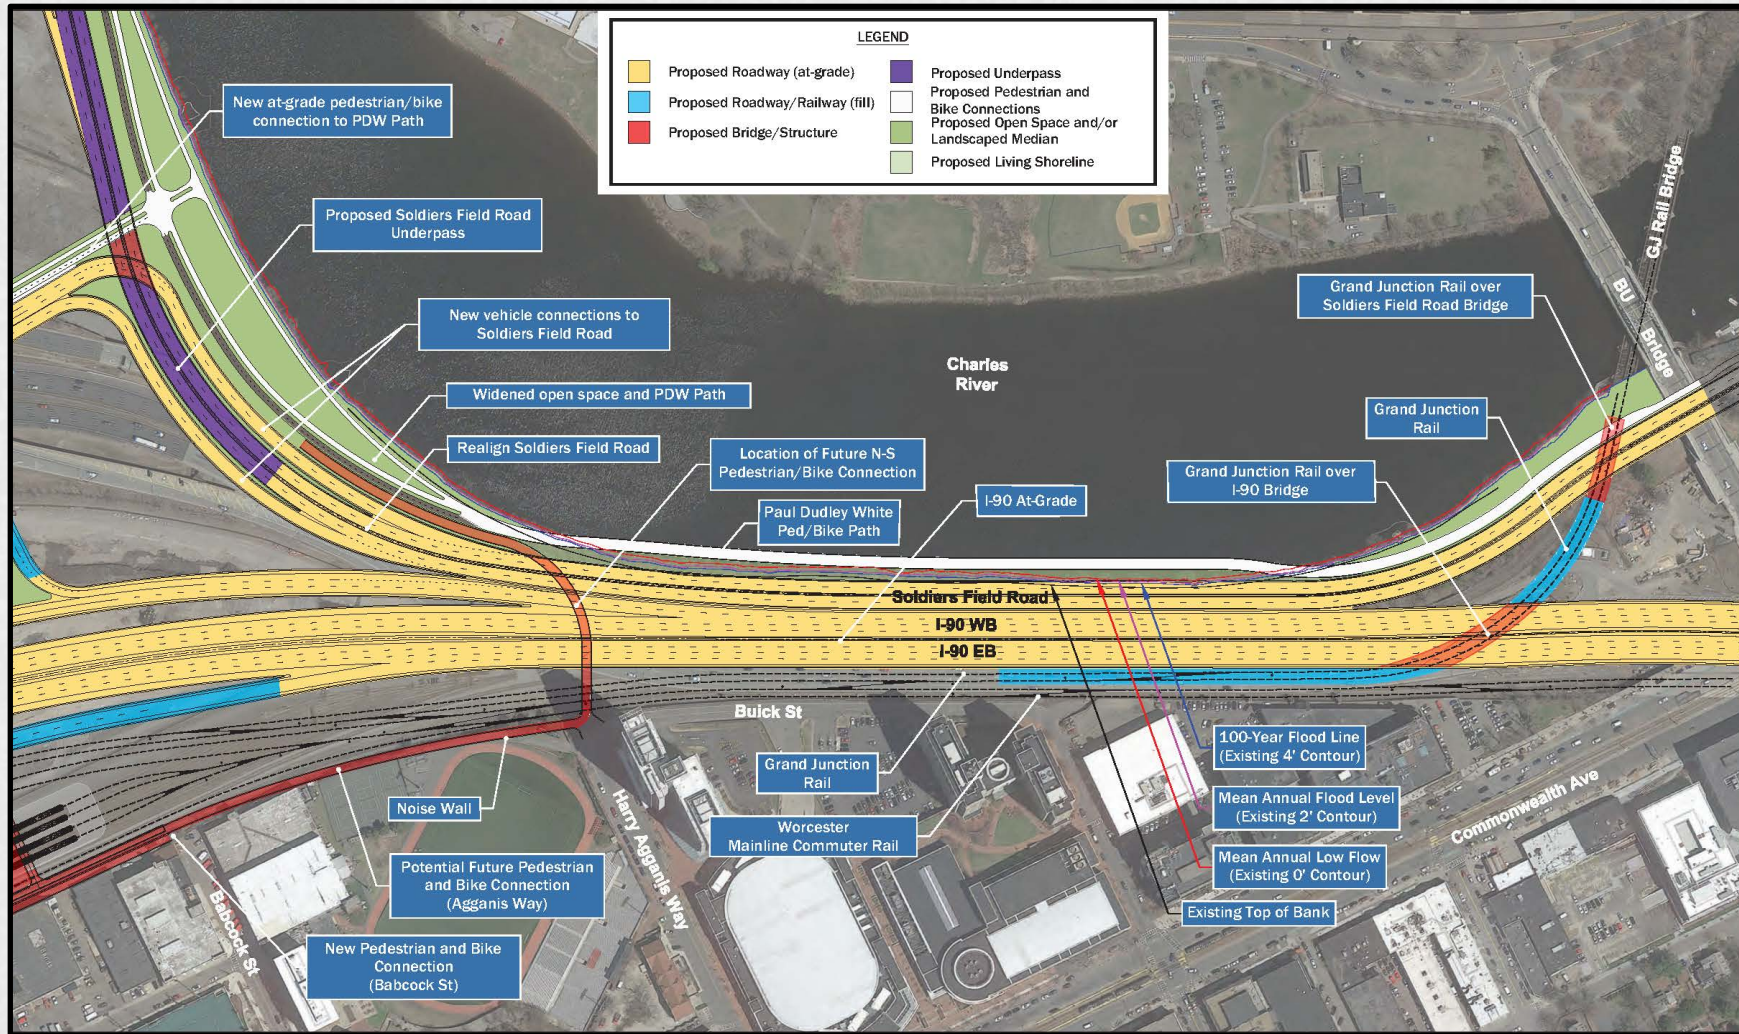 LEGEND
Proposed Roadway (at-grade)
Proposed Roadway/Railway (fill)
Proposed Bridge/Structure
Proposed Underpass
Proposed Pedestrian and
Bike Connections
Proposed Open Space and/or
Landscaped Median
Proposed Living Shoreline
New at-grade pedestrian/bike
connection to PDW Path
Proposed Soldiers Field Road
Underpass
New vehicle connections to
Soldiers Field Road
Widened open space and PDW Path
Realign Soldiers Field Road
Location of Future N-S
Pedestrian/Bike Connection
Paul Dudley White
Ped/Bike Path
I-90 At-Grade
Charles
River
Grand Junction Rail over
Soldiers Field Road Bridge
Grand Junction
Rail
Grand Junction Rail over
I-90 Bridge
GJ Rail Bridge
BU
Bridge
Soldiers Field Road
I-90 WB
I-90 EB
Buick St
Grand Junction
Rail
Worcester
Mainline Commuter Rail
100-Year Flood Line
(Existing 4' Contour)
Mean Annual Flood Level
(Existing 2' Contour)
Mean Annual Low Flow
(Existing 0' Contour)
Existing Top of Bank
Commonwealth Ave
Harry Agganis Way
Noise Wall
Potential Future Pedestrian
and Bike Connection
(Agganis Way)
New Pedestrian and Bike
Connection
(Babcock St)
Babcock St